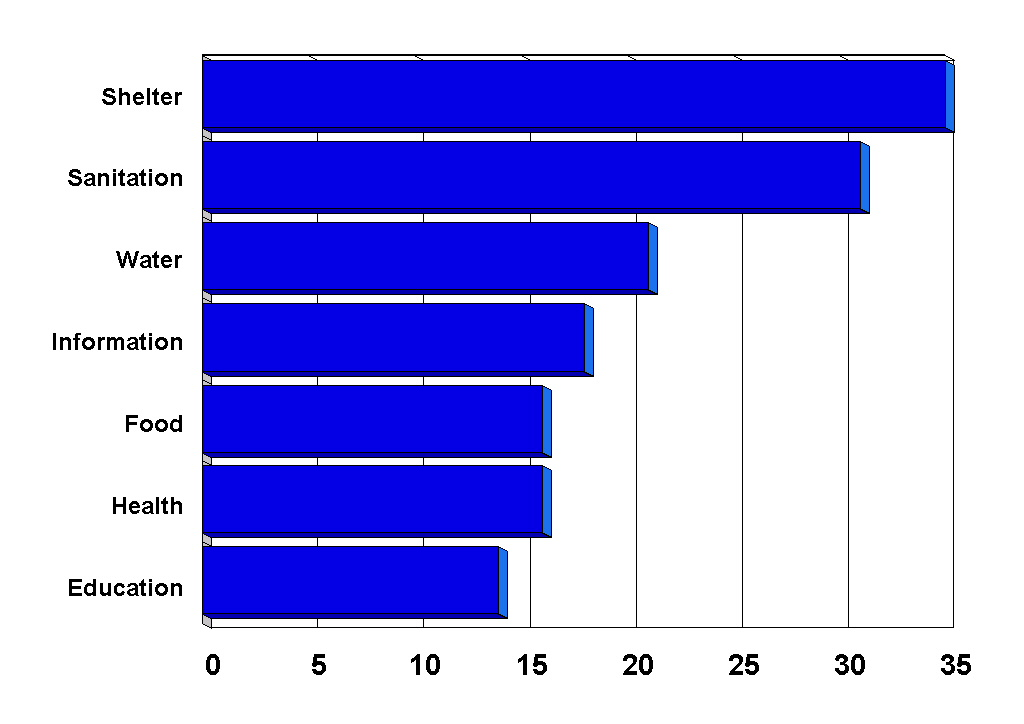 Shelter
Sanitation
Water
Information
Food
Health
Education
0 5 10 15 20 25 30 35